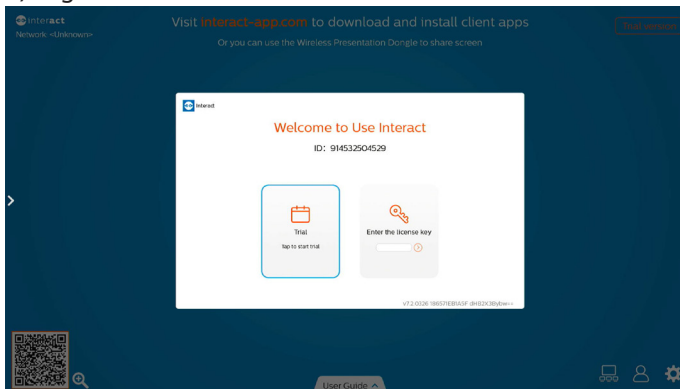 Interact
Network: <Unknown>
Visit interact-app.com to download and install client apps
Or you can use the Wireless Presentation Dongle to share screen
Trial version
Interact
Welcome to Use Interact
ID: 914532504529
Trial
Tap to start trial
Enter the license key
User Guide